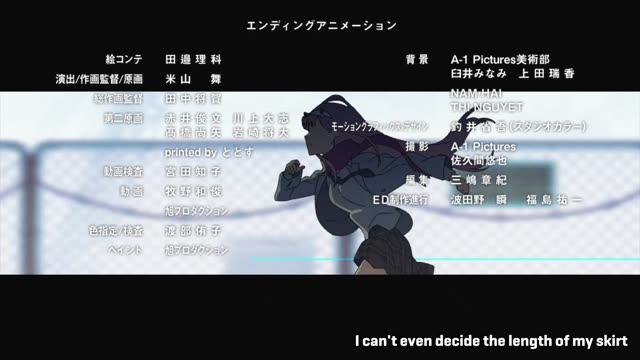 エンディングアニメーション
絵コンテ 田邉理科
演出/作画監督/原画 米山 舞
総作画監督 田中将賀
第二原画 赤井俊文 川上大志
高橋尚矢 岩崎将大
printed by ととす
動画検査 宮田知子
動画 牧野和俊
旭プロダクション
色指定/検査 渡部侑子
ペイント 旭プロダクション
背景 A-1 Pictures美術部
臼井みなみ 上田瑞香
NAM HAI
THI NGUYET
モーショングラフィックス/デザイン 釣井省吾(スタジオカラー)
撮影 A-1 Pictures
佐久間悠也
編集 三嶋章紀
ED制作進行 波田野 瞬 福島祐一
I can't even decide the length of my skirt